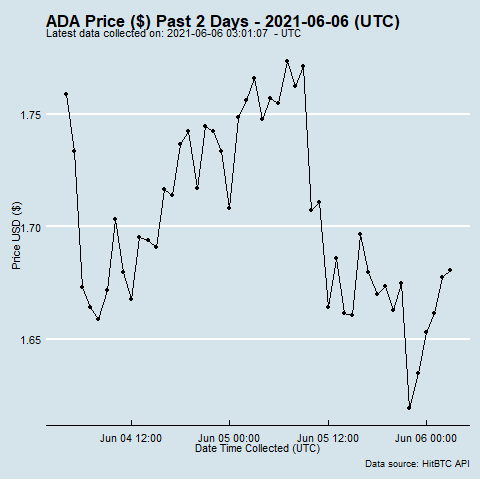 ADA Price ($) Past 2 Days - 2021-06-06 (UTC)
Latest data collected on: 2021-06-06 03:01:07  - UTC
1.75
1.70
1.65
Price USD ($)
Jun 04 12:00
Jun 05 00:00
Jun 05 12:00
Jun 06 00:00
Date Time Collected (UTC)
Data source: HitBTC API